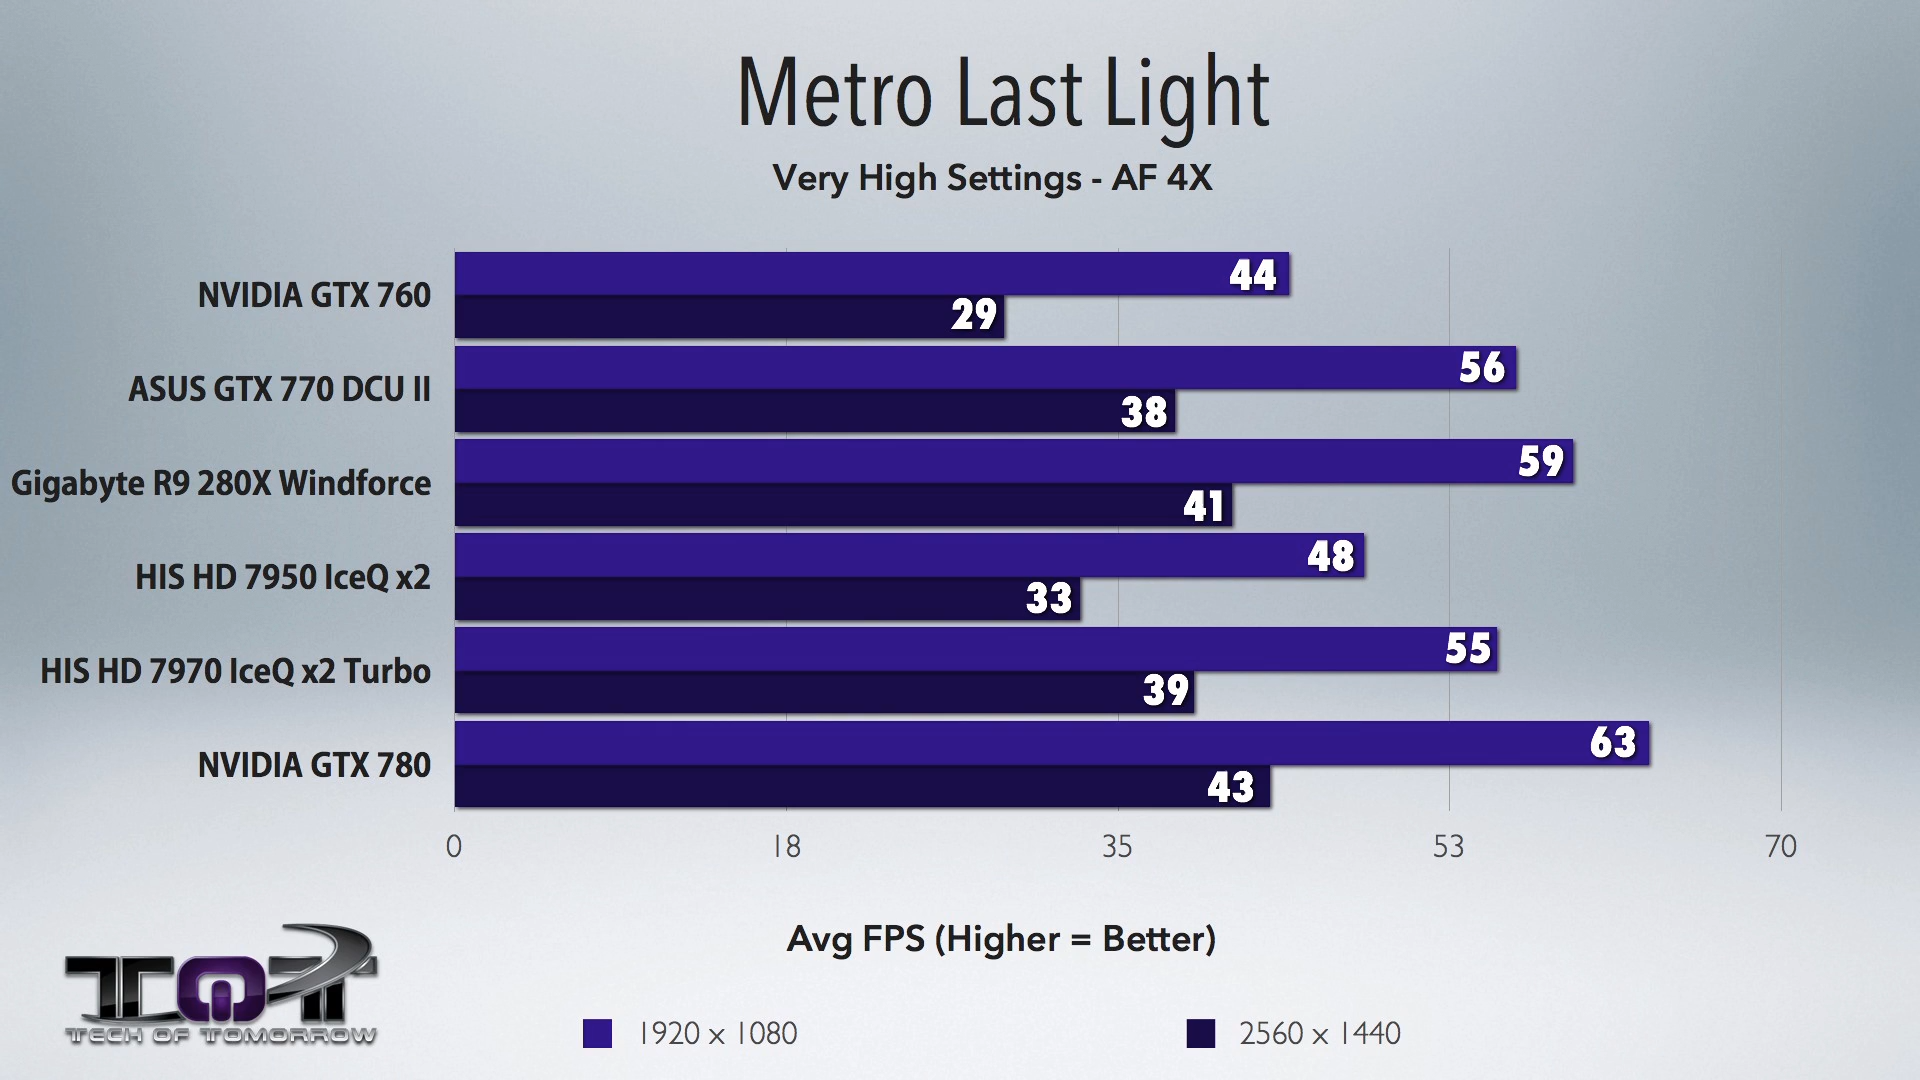 Metro Last Light
Very High Settings - AF 4X
NVIDIA GTX 760
44
29
ASUS GTX 770 DCU II
56
38
Gigabyte R9 280X Windforce
59
41
HIS HD 7950 IceQ x2
48
33
HIS HD 7970 IceQ x2 Turbo
55
39
NVIDIA GTX 780
63
43
0 18 35 53 70
Avg FPS (Higher = Better)
TOT
TECH OF TOMORROW
1920 x 1080
2560 x 1440